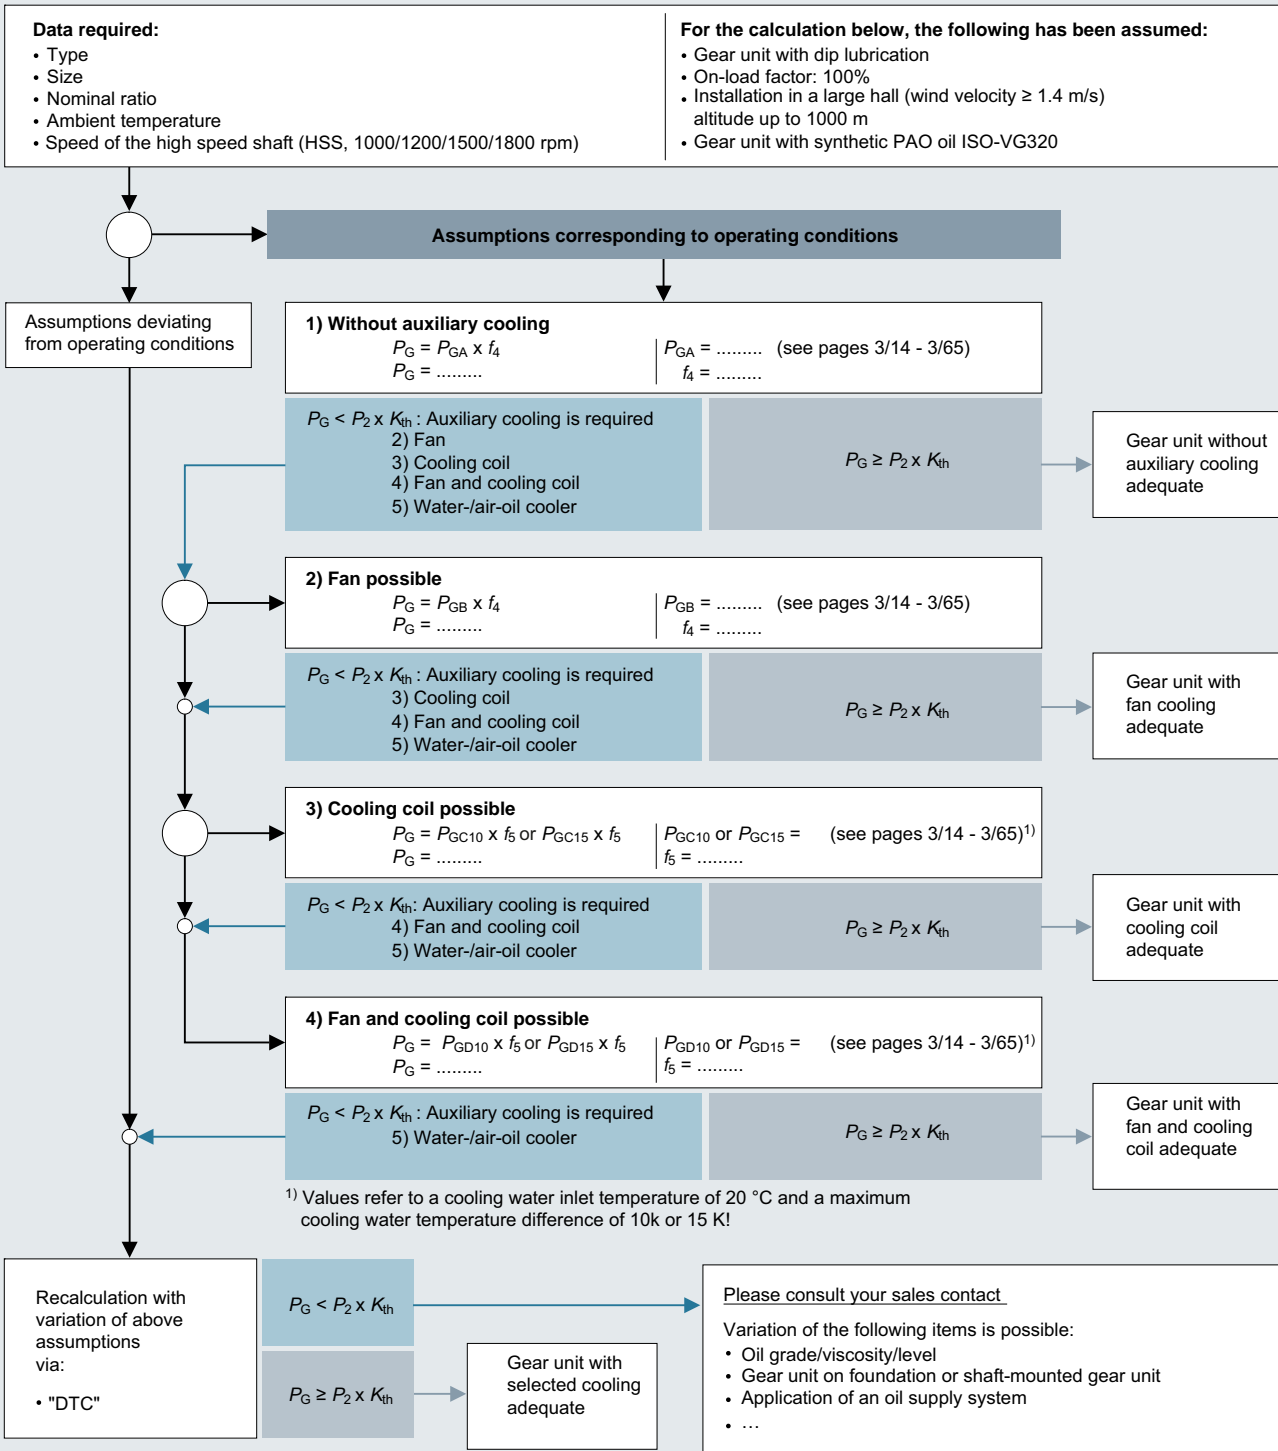 Data required:
• Type
• Size
• Nominal ratio
• Ambient temperature
• Speed of the high speed shaft (HSS, 1000/1200/1500/1800 rpm)
For the calculation below, the following has been assumed:
• Gear unit with dip lubrication
• On-load factor: 100%
• Installation in a large hall (wind velocity ≥ 1.4 m/s)
altitude up to 1000 m
• Gear unit with synthetic PAO oil ISO-VG320
Assumptions corresponding to operating conditions
Assumptions deviating
from operating conditions
1) Without auxiliary cooling
PG = PGA x f4
PG = .........
PGA = ......... (see pages 3/14 - 3/65)
f4 = .........
PG < P2 x Kth : Auxiliary cooling is required
2) Fan
3) Cooling coil
4) Fan and cooling coil
5) Water-/air-oil cooler
PG ≥ P2 x Kth
Gear unit without
auxiliary cooling
adequate
2) Fan possible
PG = PGB x f4
PG = .........
PGB = ......... (see pages 3/14 - 3/65)
f4 = .........
PG < P2 x Kth : Auxiliary cooling is required
3) Cooling coil
4) Fan and cooling coil
5) Water-/air-oil cooler
PG ≥ P2 x Kth
Gear unit with
fan cooling
adequate
3) Cooling coil possible
PG = PGC10 x f5 or PGC15 x f5
PG = .........
PGC10 or PGC15 = (see pages 3/14 - 3/65)1)
f5 = .........
PG < P2 x Kth: Auxiliary cooling is required
4) Fan and cooling coil
5) Water-/air-oil cooler
PG ≥ P2 x Kth
Gear unit with
cooling coil
adequate
4) Fan and cooling coil possible
PG = PGD10 x f5 or PGD15 x f5
PG = .........
PGD10 or PGD15 = (see pages 3/14 - 3/65)1)
f5 = .........
PG < P2 x Kth : Auxiliary cooling is required
5) Water-/air-oil cooler
PG ≥ P2 x Kth
Gear unit with
fan and cooling
coil adequate
1) Values refer to a cooling water inlet temperature of 20 °C and a maximum
cooling water temperature difference of 10k or 15 K!
Recalculation with
variation of above
assumptions
via:
• "DTC"
PG < P2 x Kth
PG ≥ P2 x Kth
Gear unit with
selected cooling
adequate
Please consult your sales contact
Variation of the following items is possible:
• Oil grade/viscosity/level
• Gear unit on foundation or shaft-mounted gear unit
• Application of an oil supply system
• ...